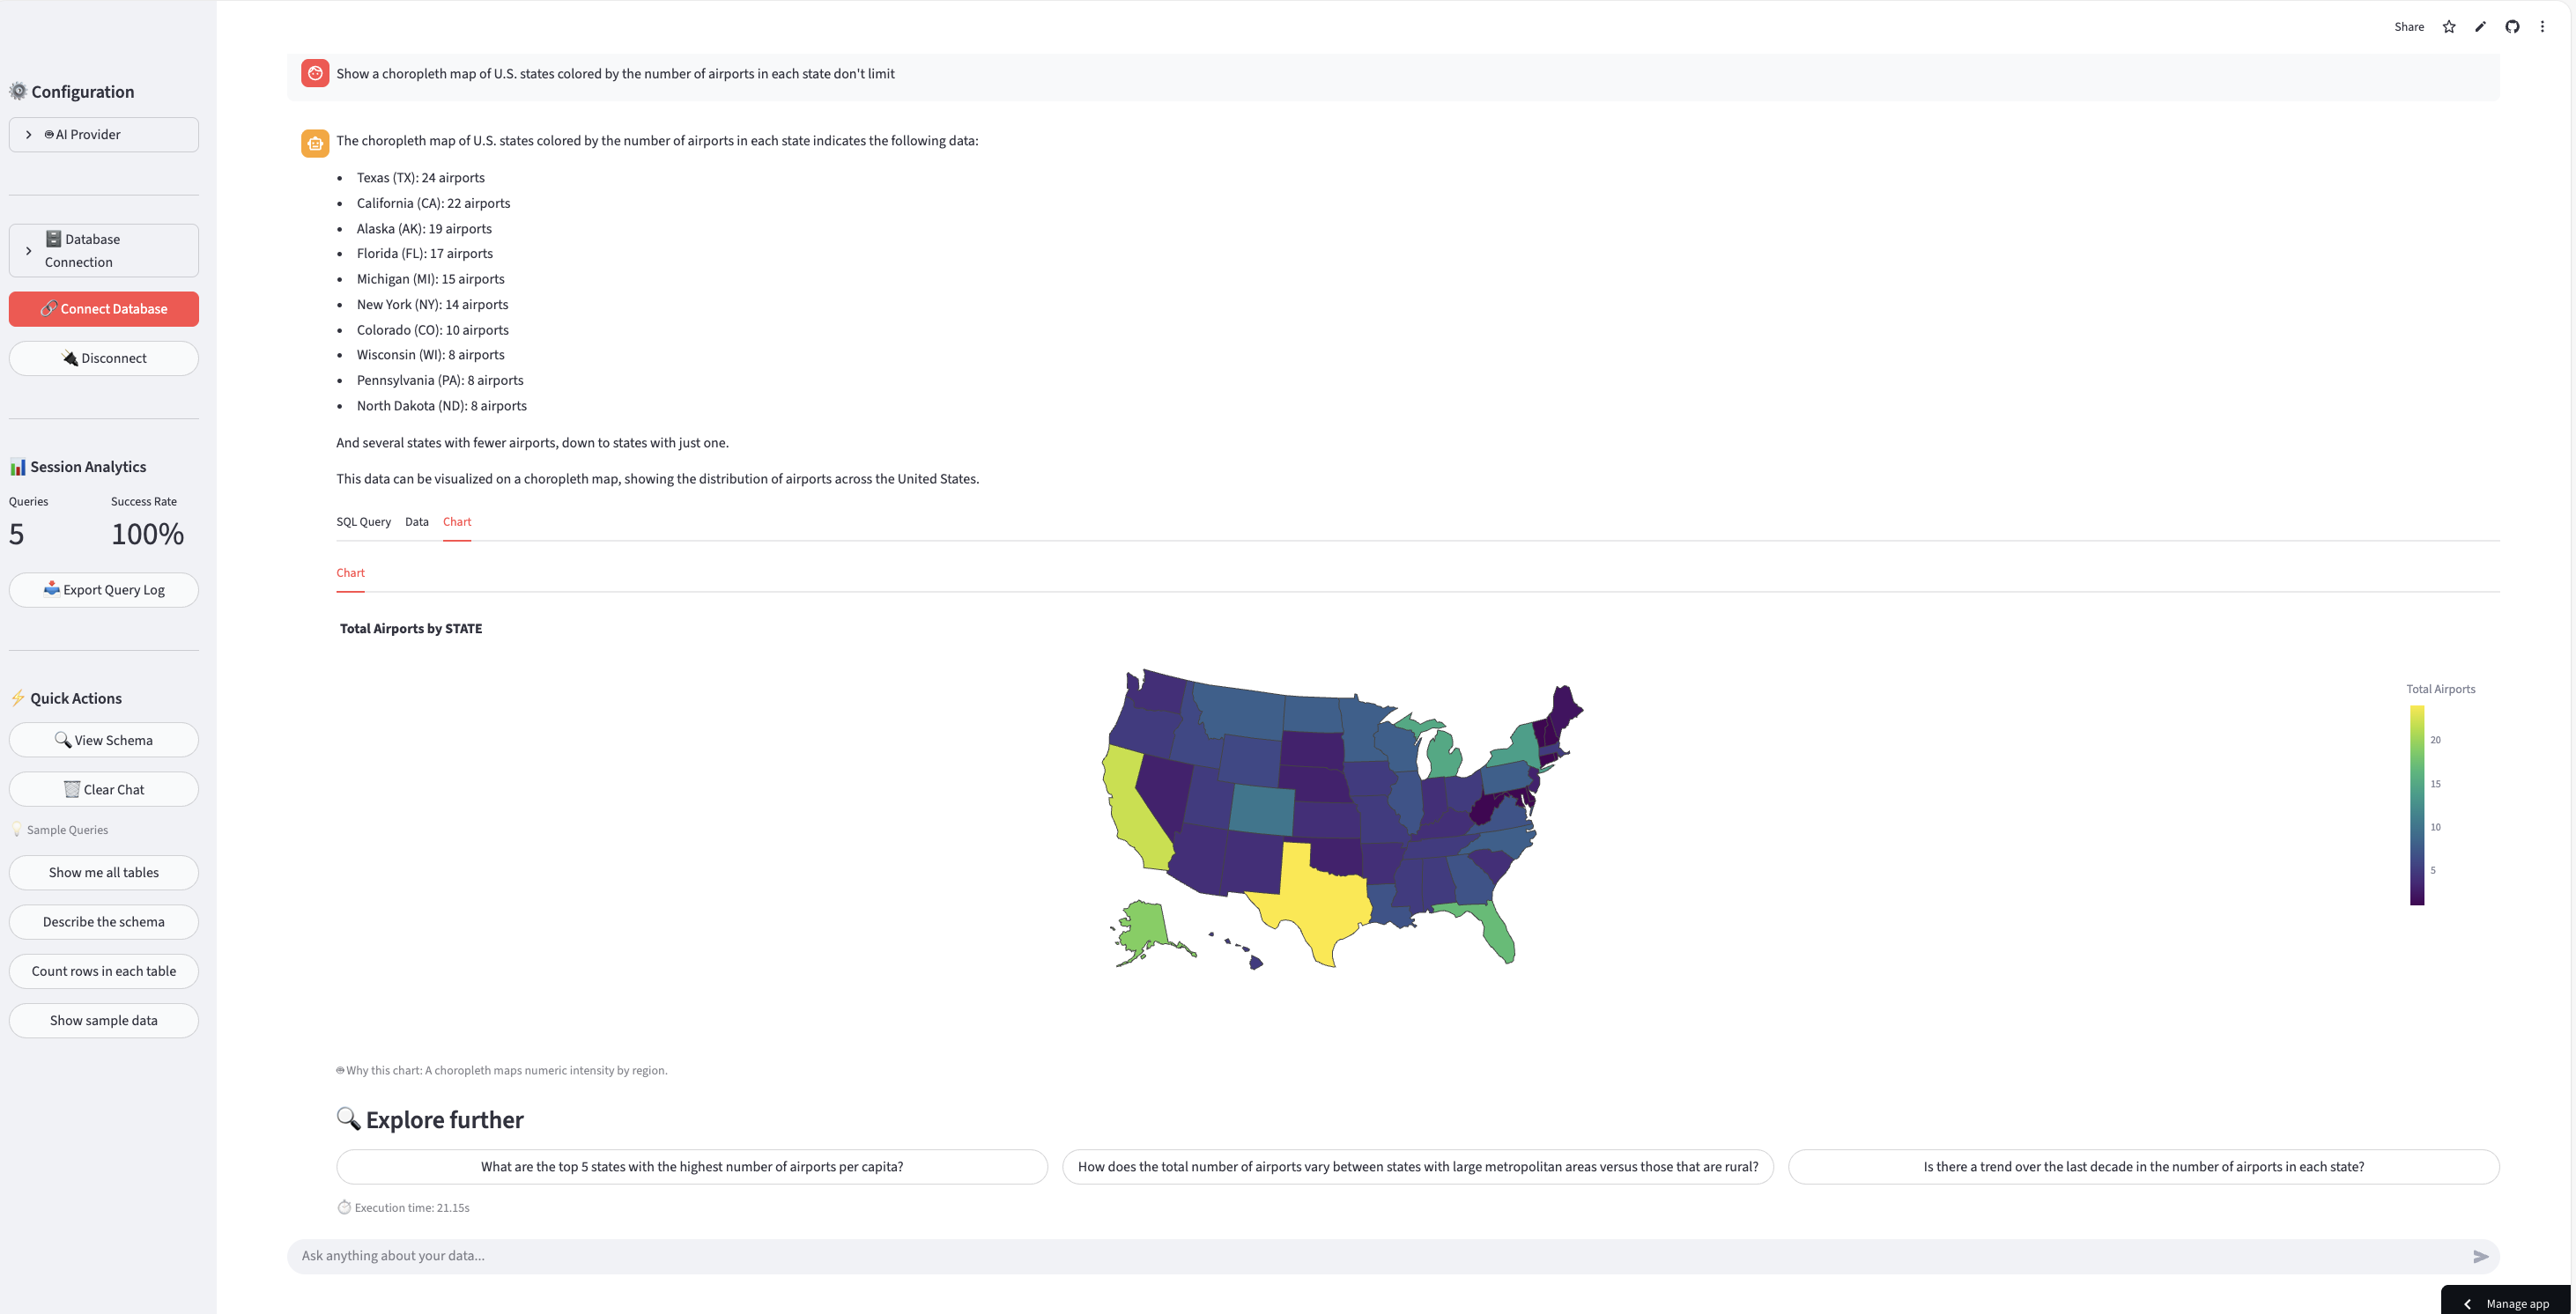 Share
⚙️ Configuration
AI Provider
🗄️ Database
Connection
🔗 Connect Database
🔌 Disconnect
📊 Session Analytics
Queries
Success Rate
5
100%
📥 Export Query Log
⚡ Quick Actions
🔍 View Schema
🗑️ Clear Chat
💡 Sample Queries
Show me all tables
Describe the schema
Count rows in each table
Show sample data
Show a choropleth map of U.S. states colored by the number of airports in each state don't limit
The choropleth map of U.S. states colored by the number of airports in each state indicates the following data:
• Texas (TX): 24 airports
• California (CA): 22 airports
• Alaska (AK): 19 airports
• Florida (FL): 17 airports
• Michigan (MI): 15 airports
• New York (NY): 14 airports
• Colorado (CO): 10 airports
• Wisconsin (WI): 8 airports
• Pennsylvania (PA): 8 airports
• North Dakota (ND): 8 airports
And several states with fewer airports, down to states with just one.
This data can be visualized on a choropleth map, showing the distribution of airports across the United States.
SQL Query Data Chart
Chart
Total Airports by STATE
Total Airports
20
15
10
5
Why this chart: A choropleth maps numeric intensity by region.
🔍 Explore further
What are the top 5 states with the highest number of airports per capita?
How does the total number of airports vary between states with large metropolitan areas versus those that are rural?
Is there a trend over the last decade in the number of airports in each state?
⏱️ Execution time: 21.15s
Ask anything about your data...
Manage app